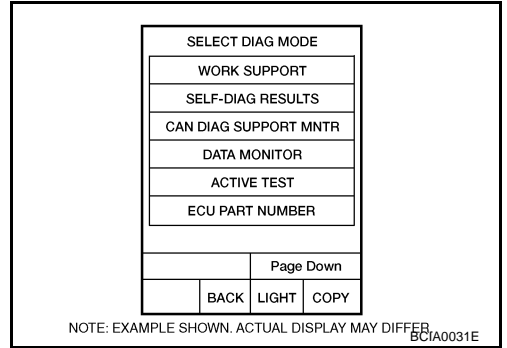 SELECT DIAG MODE
WORK SUPPORT
SELF-DIAG RESULTS
CAN DIAG SUPPORT MNTR
DATA MONITOR
ACTIVE TEST
ECU PART NUMBER
Page Down
BACK LIGHT COPY
NOTE: EXAMPLE SHOWN. ACTUAL DISPLAY MAY DIFFER.
BCIA0031E